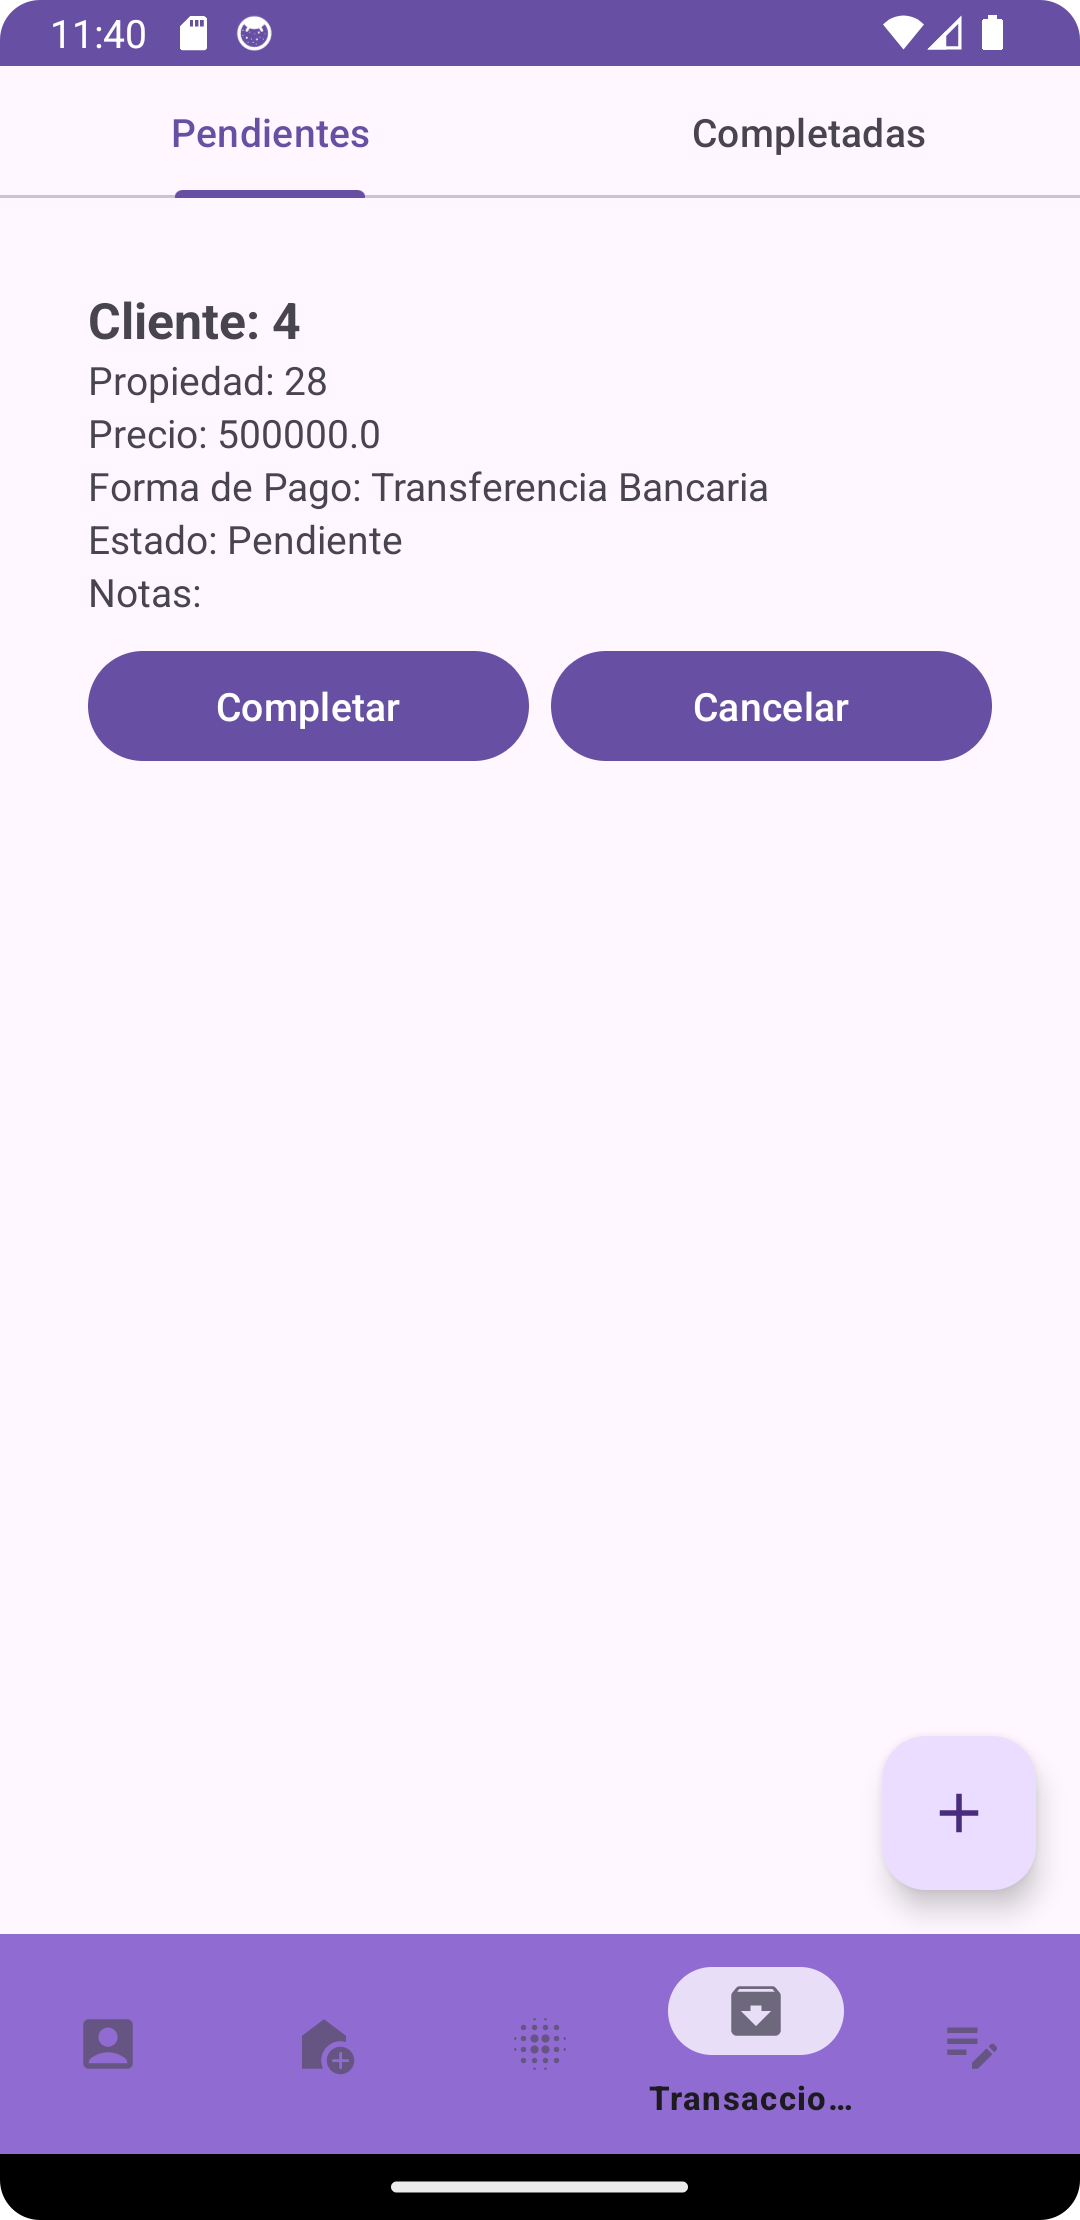 11:40
Pendientes Completadas
Cliente: 4
Propiedad: 28
Precio: 500000.0
Forma de Pago: Transferencia Bancaria
Estado: Pendiente
Notas:
Completar Cancelar
Transaccio...